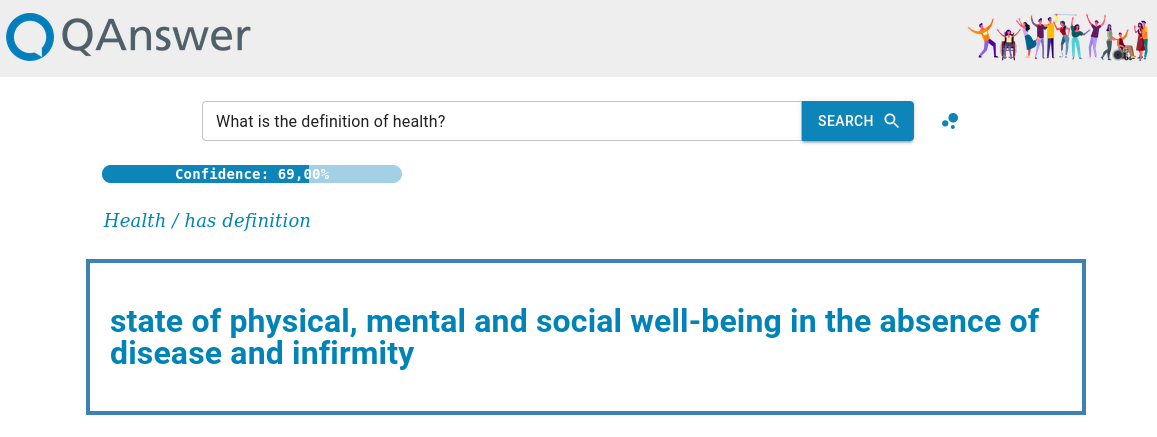 QAnswer
What is the definition of health?
SEARCH
Confidence: 69,00%
Health / has definition
state of physical, mental and social well-being in the absence of
disease and infirmity